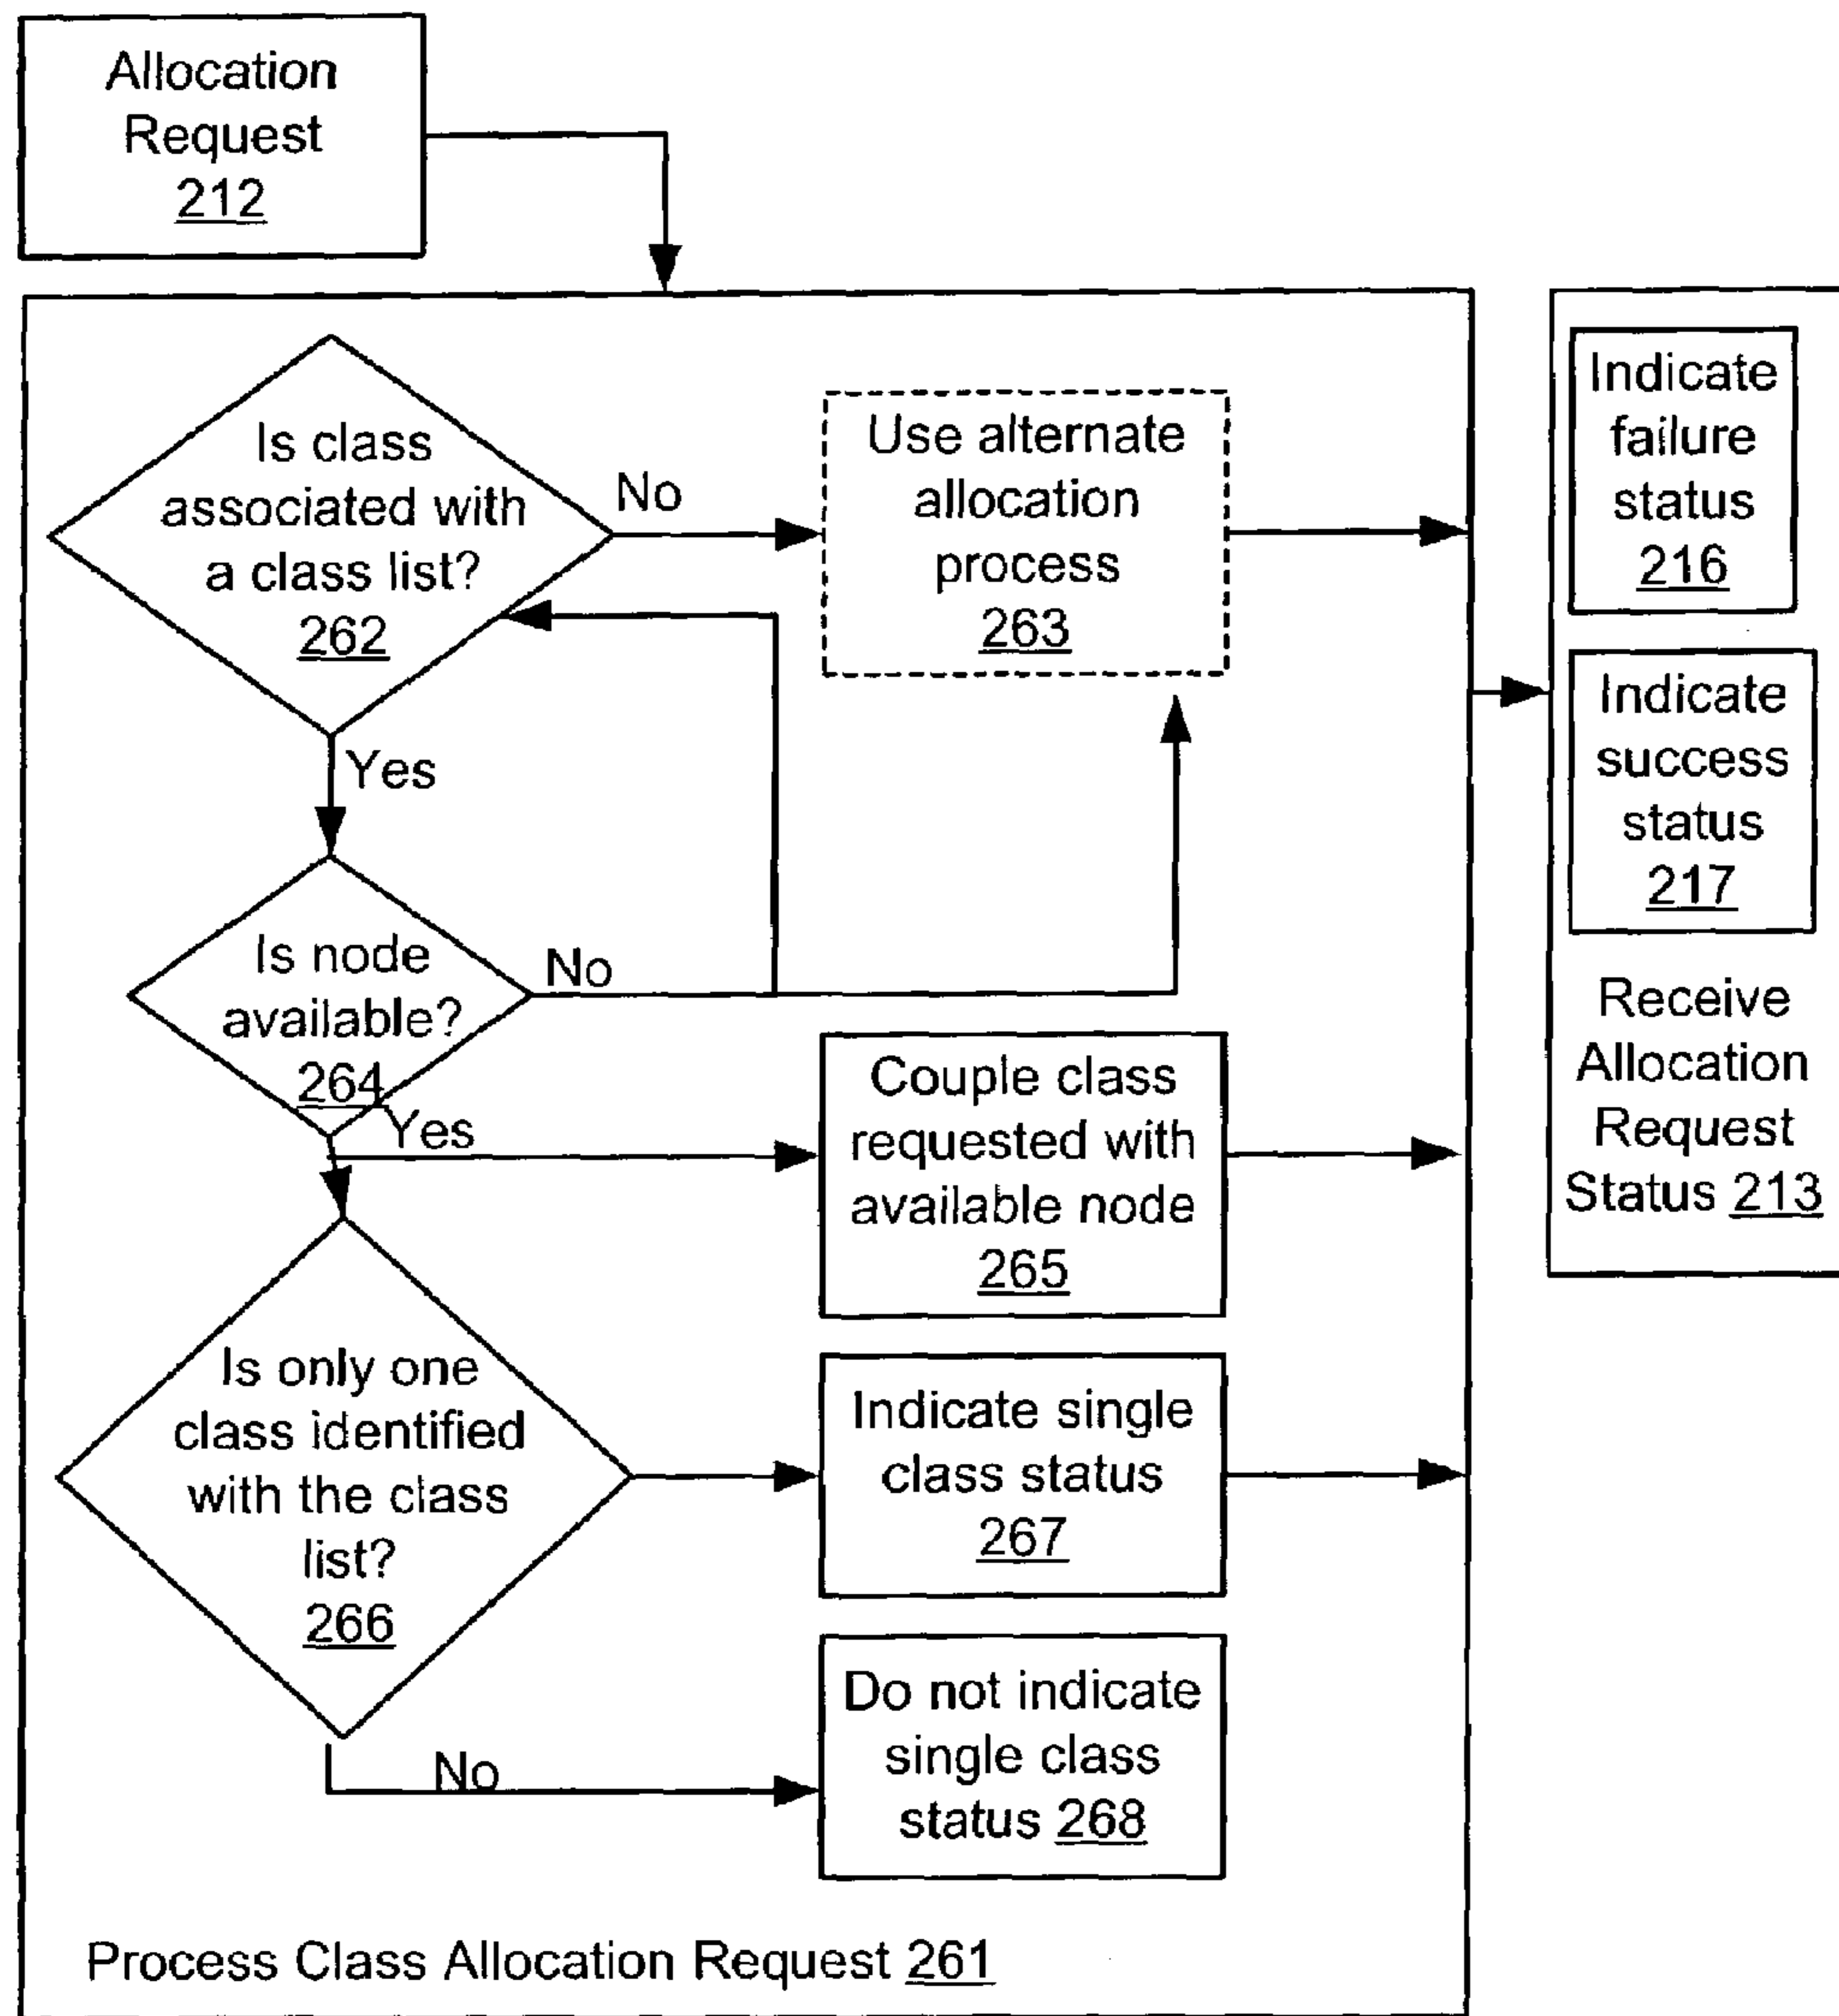 Allocation
Request
212
Is class
associated with
a class list?
262
No
Use alternate
allocation
process
263
Indicate
failure
status
216
Indicate
success
status
217
Receive
Allocation
Request
Status 213
Yes
Is node
available?
264
No
Yes
Couple class
requested with
available node
265
Is only one
class identified
with the class
list?
266
Indicate single
class status
267
No
Do not indicate
single class
status 268
Process Class Allocation Request 261